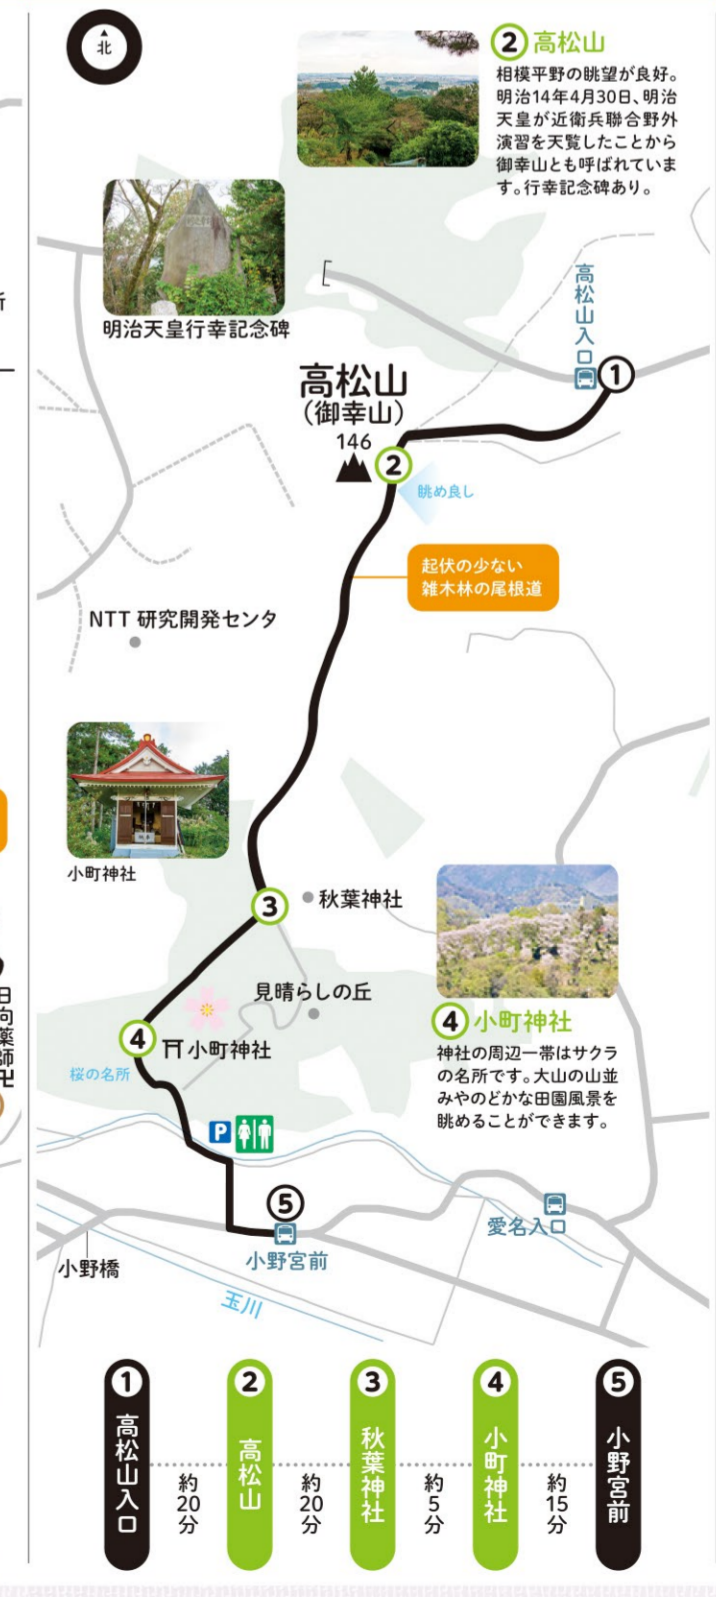 北
② 高松山
相模平野の眺望が良好。
明治14年4月30日、明治
天皇が近衛兵聯合野外
演習を天覧したことから
御幸山とも呼ばれていま
す。行幸記念碑あり。
明治天皇行幸記念碑
高松山入口
①
高松山
（御幸山）
146
②
眺め良し
起伏の少ない
雑木林の尾根道
NTT 研究開発センタ
小町神社
③
秋葉神社
見晴らしの丘
④
小町神社
桜の名所
④ 小町神社
神社の周辺一帯はサクラ
の名所です。大山の山並
みやのどかな田園風景を
眺めることができます。
日向薬師卍
P
⑤
小野宮前
愛名入口
小野橋
玉川
① 高松山入口
約20分
② 高松山
約20分
③ 秋葉神社
約5分
④ 小町神社
約15分
⑤ 小野宮前